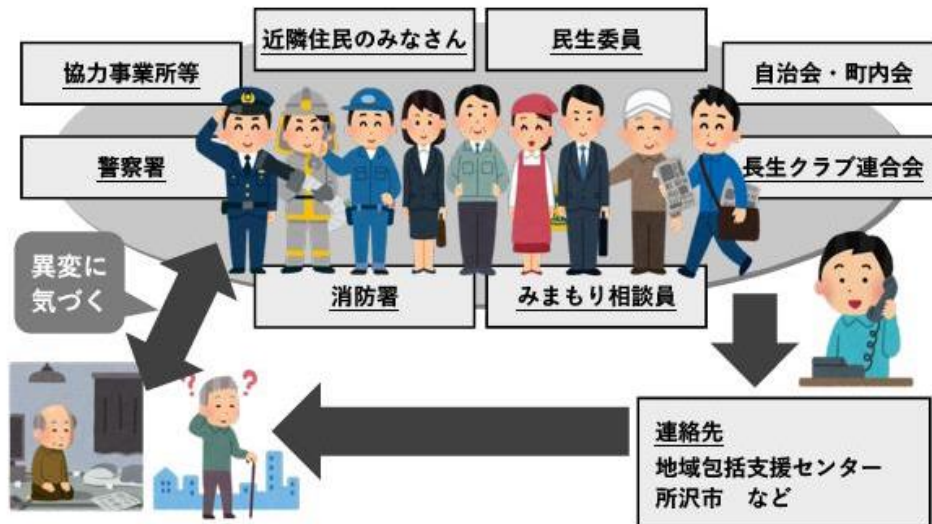 近隣住民のみなさん
民生委員
協力事業所等
自治会・町内会
警察署
長生クラブ連合会
異変に
気づく
消防署
みまもり相談員
? ?
連絡先
地域包括支援センター
所沢市 など